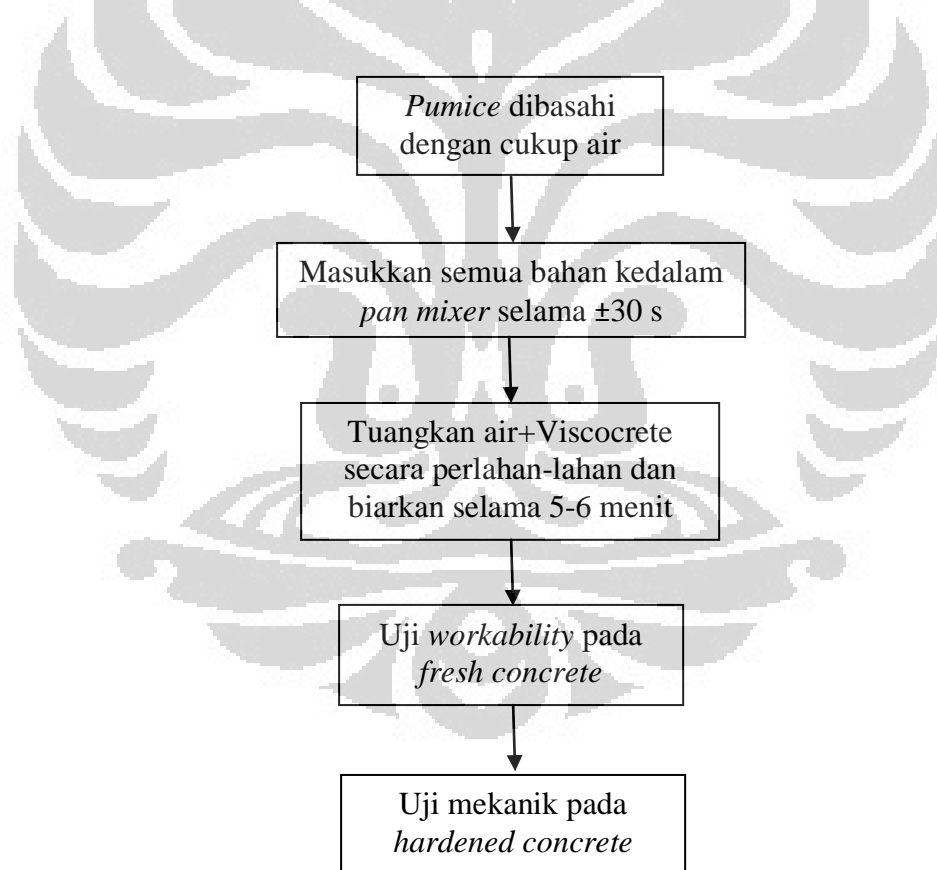 Pumice dibasahi
dengan cukup air
Masukkan semua bahan kedalam
pan mixer selama ±30 s
Tuangkan air+Viscocrete
secara perlahan-lahan dan
biarkan selama 5-6 menit
Uji workability pada
fresh concrete
Uji mekanik pada
hardened concrete